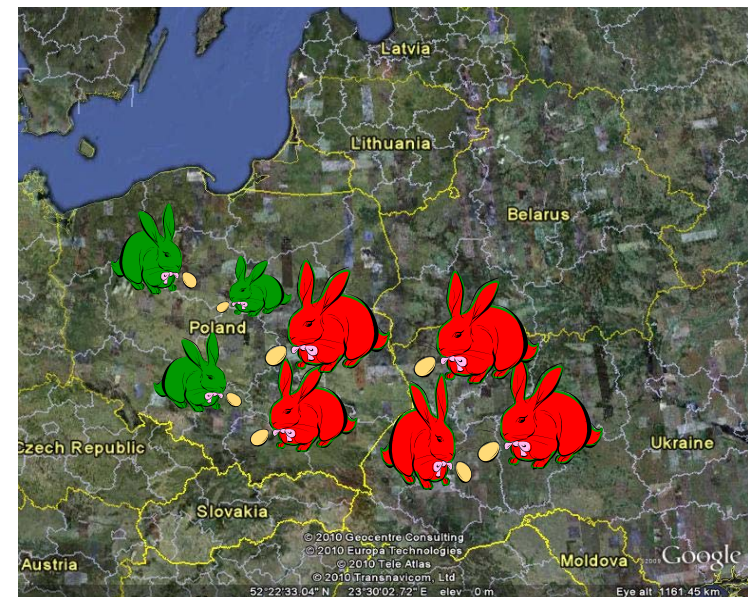 Latvia
Lithuania
Belarus
Poland
Czech Republic
Ukraine
Slovakia
© 2010 Geocentre Consulting
© 2010 Europa Technologies
© 2010 Tele Atlas
© 2010 Transnavicom, Ltd
Austria
Moldova
Google
52°22'33.04" N 23°30'02.72" E elev 0 m
Eye alt 1161.45 km